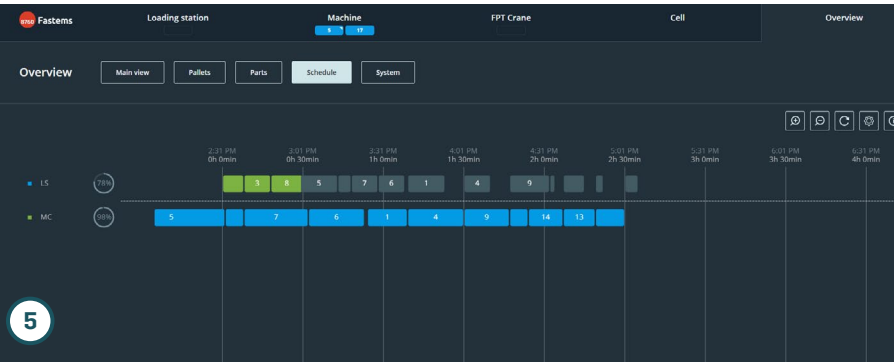 8760 Fastems
Loading station
Machine
FPT Crane
Cell
Overview
5 17
Overview
Main view
Pallets
Parts
Schedule
System
2:31 PM 3:01 PM 3:31 PM 4:01 PM 4:31 PM 5:01 PM 5:31 PM 6:01 PM 6:31 PM
0h 0min 0h 30min 1h 0min 1h 30min 2h 0min 2h 30min 3h 0min 3h 30min 4h 0min
LS 78% 3 8 5 7 6 1 4 9
MC 98% 5 7 6 1 4 9 14 13
5